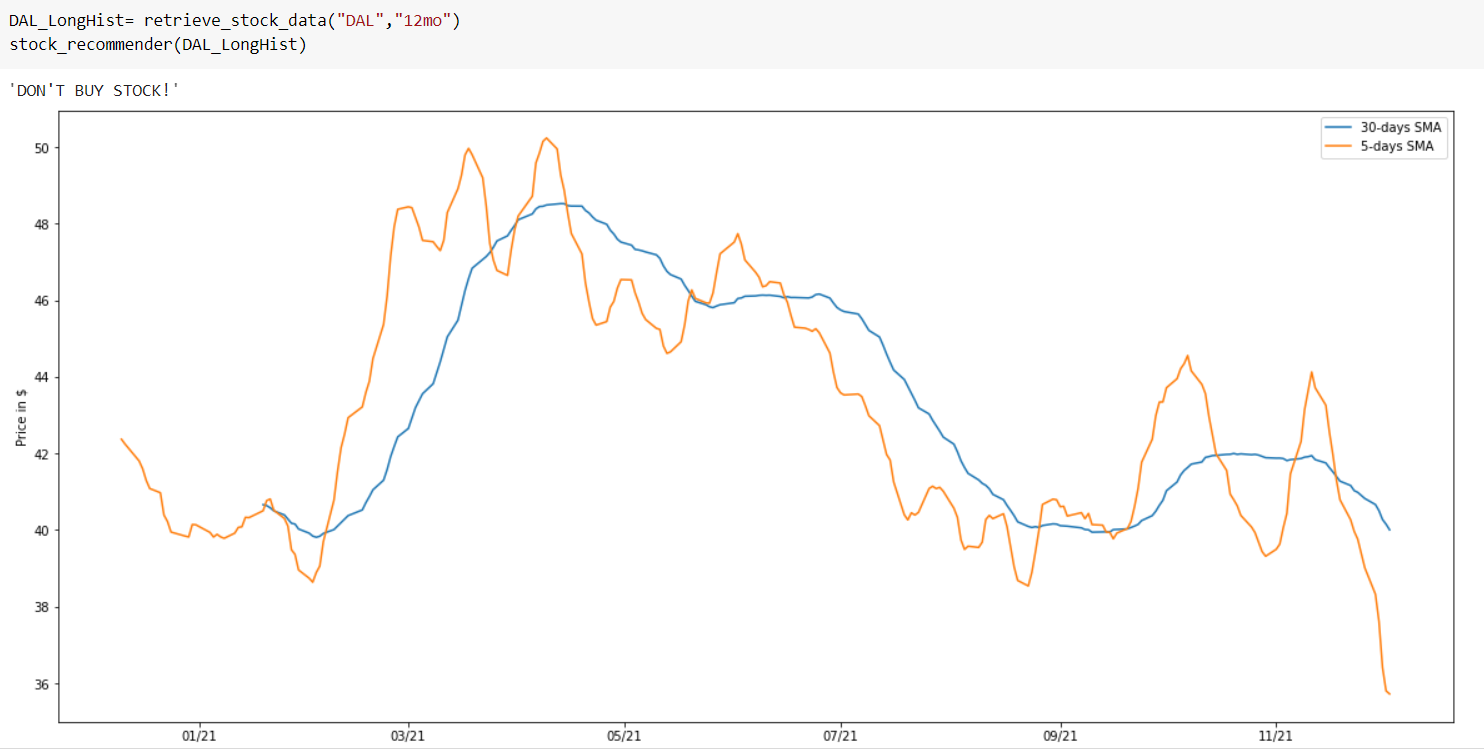 DAL_LongHist= retrieve_stock_data("DAL","12mo")
stock_recommender(DAL_LongHist)
'DON'T BUY STOCK!'
30-days SMA
5-days SMA
50
48
46
44
42
40
38
36
Price in $
01/21
03/21
05/21
07/21
09/21
11/21